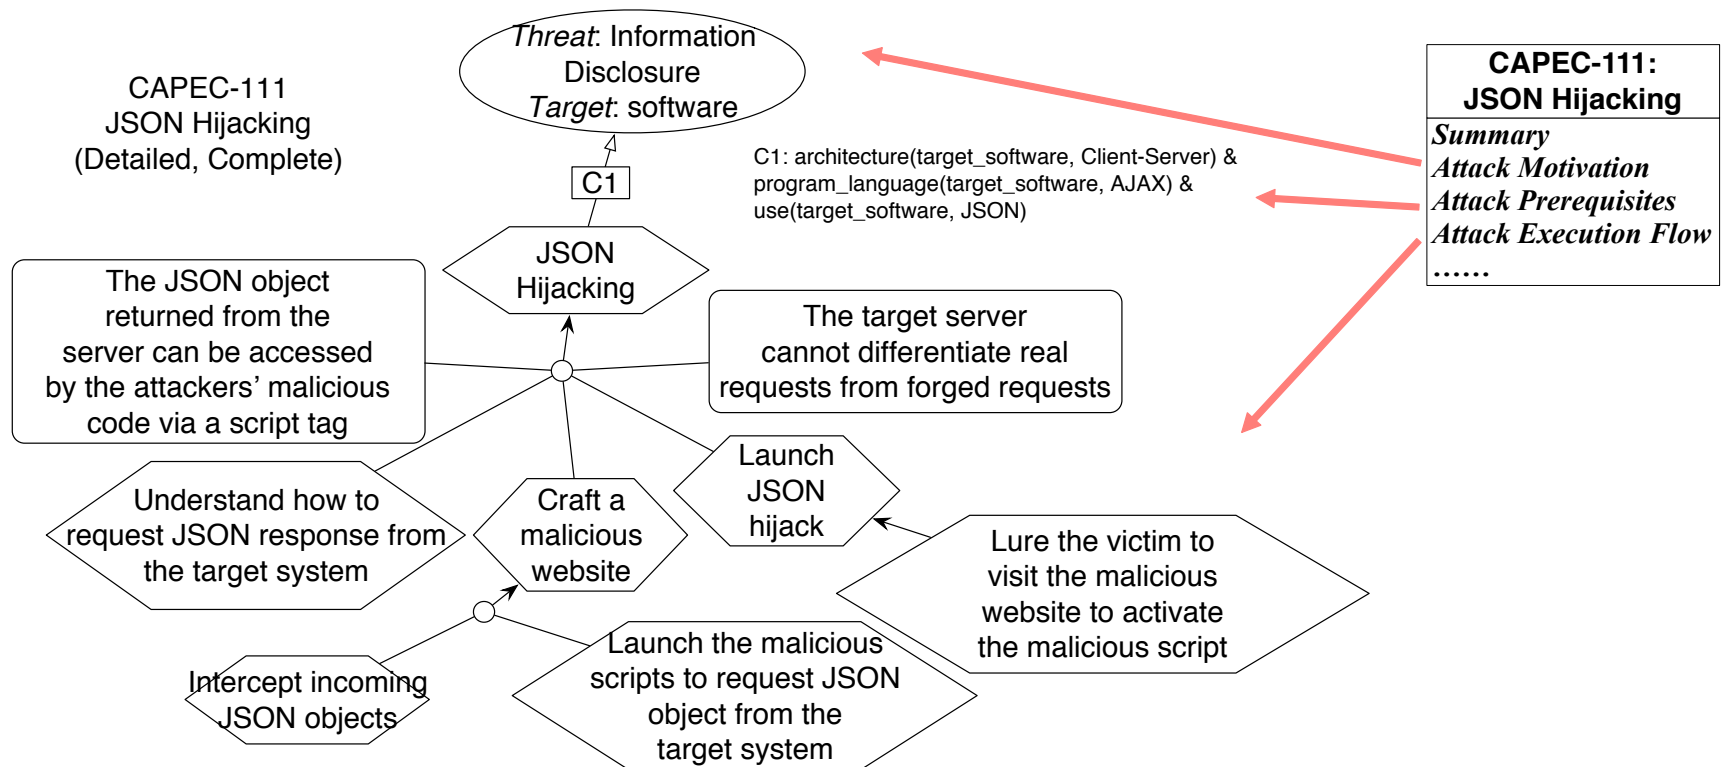 CAPEC-111
JSON Hijacking
(Detailed, Complete)
Threat: Information
Disclosure
Target: software
C1
C1: architecture(target_software, Client-Server) &
program_language(target_software, AJAX) &
use(target_software, JSON)
CAPEC-111:
JSON Hijacking
Summary
Attack Motivation
Attack Prerequisites
Attack Execution Flow
......
JSON
Hijacking
The JSON object
returned from the
server can be accessed
by the attackers’ malicious
code via a script tag
The target server
cannot differentiate real
requests from forged requests
Understand how to
request JSON response from
the target system
Craft a
malicious
website
Launch
JSON
hijack
Lure the victim to
visit the malicious
website to activate
the malicious script
Intercept incoming
JSON objects
Launch the malicious
scripts to request JSON
object from the
target system